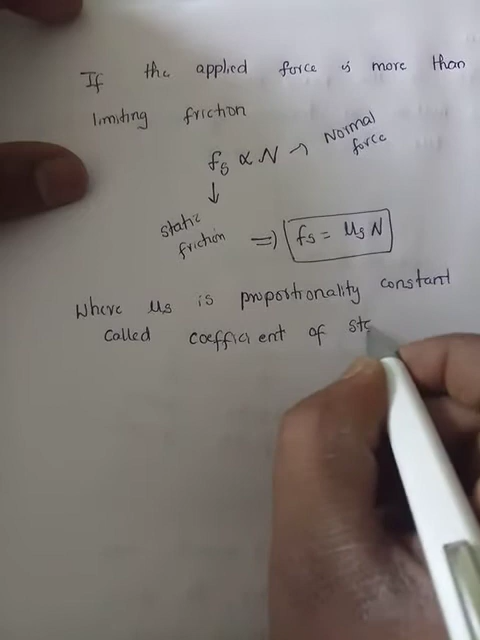 If the applied force is more than
limiting friction
fs ∝ N → Normal force
↓
static friction ⇒ fs = μs N
Where μs is proportionality constant
called coefficient of sta